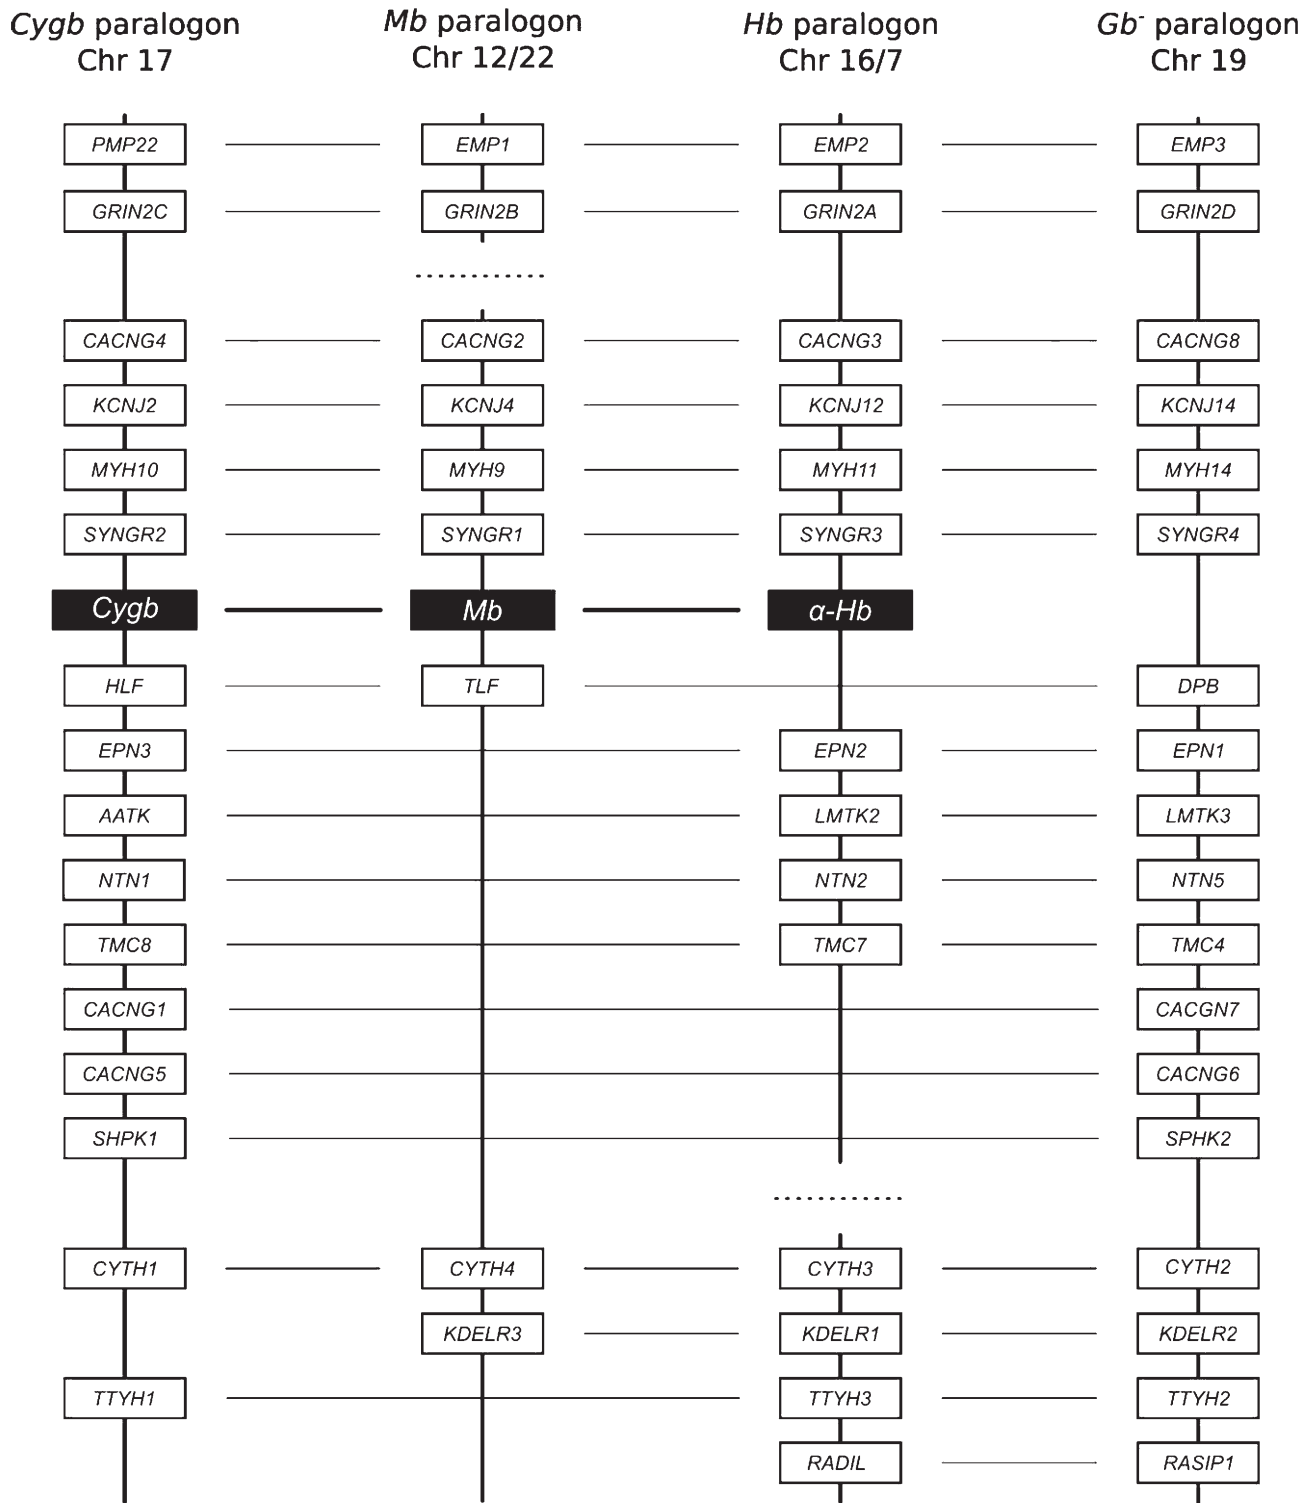 Cygb paralogon
Chr 17
Mb paralogon
Chr 12/22
Hb paralogon
Chr 16/7
Gb- paralogon
Chr 19
PMP22 EMP1 EMP2 EMP3
GRIN2C GRIN2B GRIN2A GRIN2D
CACNG4 CACNG2 CACNG3 CACNG8
KCNJ2 KCNJ4 KCNJ12 KCNJ14
MYH10 MYH9 MYH11 MYH14
SYNGR2 SYNGR1 SYNGR3 SYNGR4
Cygb Mb α-Hb
HLF TLF DPB
EPN3 EPN2 EPN1
AATK LMTK2 LMTK3
NTN1 NTN2 NTN5
TMC8 TMC7 TMC4
CACNG1 CACGN7
CACNG5 CACNG6
SHPK1 SPHK2
CYTH1 CYTH4 CYTH3 CYTH2
KDELR3 KDELR1 KDELR2
TTYH1 TTYH3 TTYH2
RADIL RASIP1